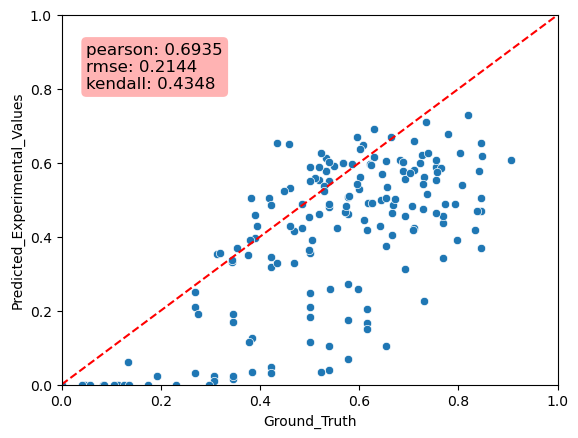 pearson: 0.6935
rmse: 0.2144
kendall: 0.4348
Predicted_Experimental_Values
1.0
0.8
0.6
0.4
0.2
0.0
0.0 0.2 0.4 0.6 0.8 1.0
Ground_Truth